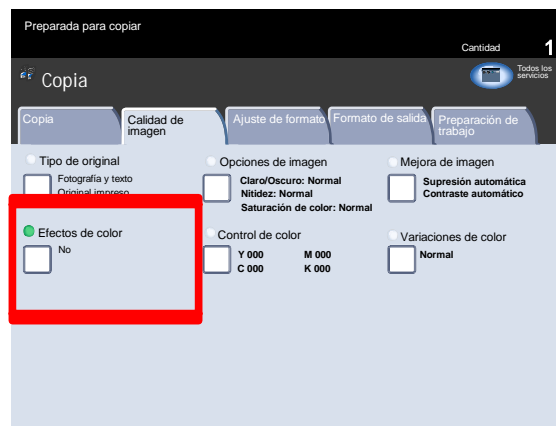 Preparada para copiar
Cantidad 1
Copia
Todos los
servicios
Copia
Calidad de
imagen
Ajuste de formato
Formato de salida
Preparación de
trabajo
Tipo de original
Fotografía y texto
Original impreso
Opciones de imagen
Claro/Oscuro: Normal
Nitidez: Normal
Saturación de color: Normal
Mejora de imagen
Supresión automática
Contraste automático
Efectos de color
No
Control de color
Y 000 M 000
C 000 K 000
Variaciones de color
Normal